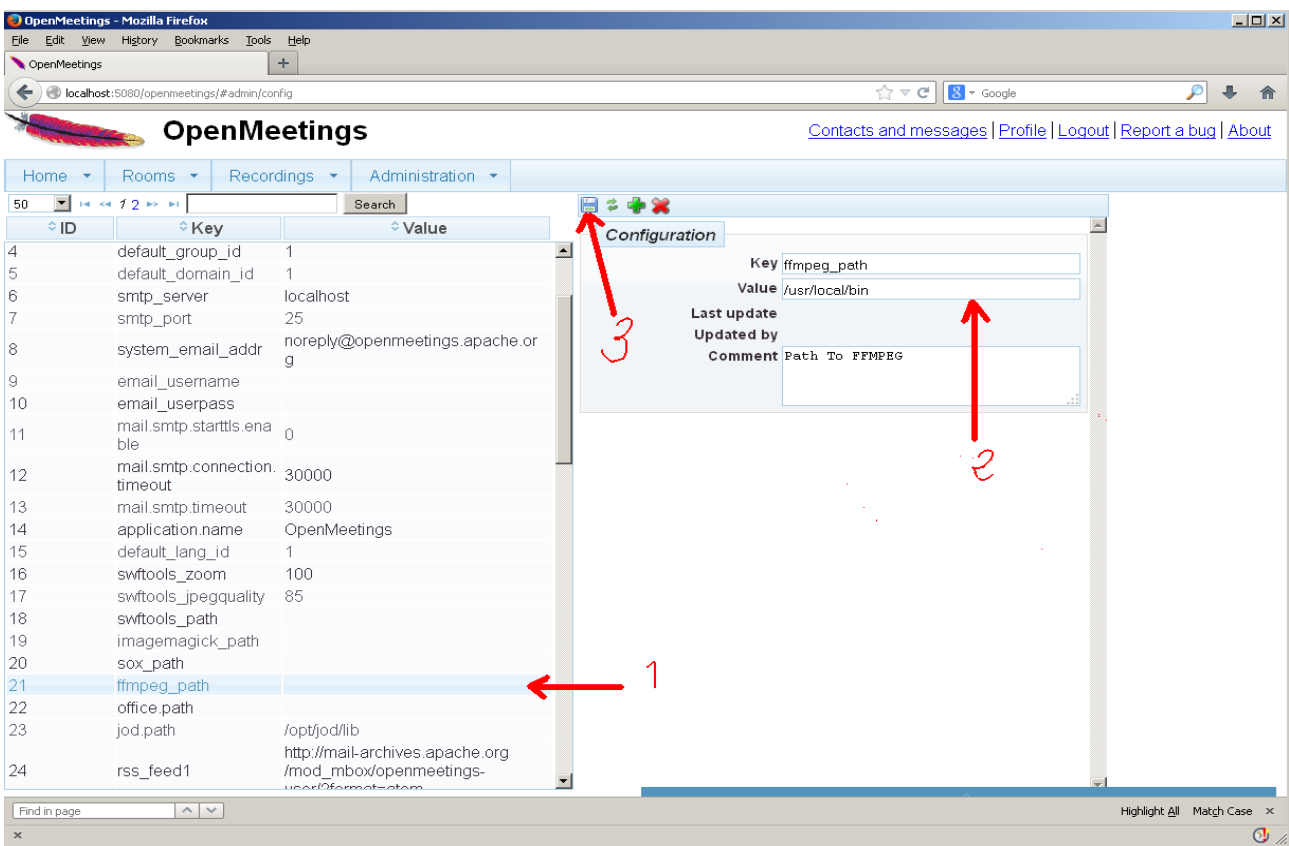 OpenMeetings - Mozilla Firefox
File Edit View History Bookmarks Tools Help
OpenMeetings
localhost:5080/openmeetings/#admin/config
8 Google
OpenMeetings
Contacts and messages | Profile | Logout | Report a bug | About
Home Rooms Recordings Administration
50 1 2 Search
ID Key Value
4 default_group_id 1
5 default_domain_id 1
6 smtp_server localhost
7 smtp_port 25
8 system_email_addr noreply@openmeetings.apache.or
g
9 email_username
10 email_userpass
11 mail.smtp.starttls.ena 0
ble
12 mail.smtp.connection. 30000
timeout
13 mail.smtp.timeout 30000
14 application.name OpenMeetings
15 default_lang_id 1
16 swftools_zoom 100
17 swftools_jpegquality 85
18 swftools_path
19 imagemagick_path
20 sox_path
21 ffmpeg_path
22 office.path
23 jod.path /opt/jod/lib
24 rss_feed1 http://mail-archives.apache.org
/mod_mbox/openmeetings-
user/?format=atom
Configuration
Key ffmpeg_path
Value /usr/local/bin
Last update
Updated by
Comment Path To FFMPEG
3
2
1
Find in page
Highlight All Match Case